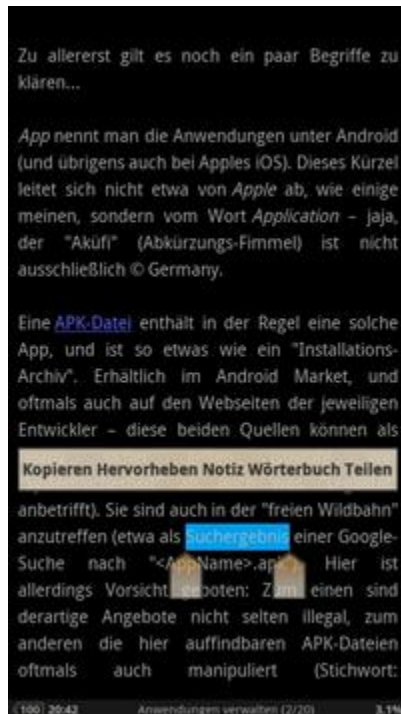 Zu allererst gilt es noch ein paar Begriffe zu
klären...
App nennt man die Anwendungen unter Android
(und übrigens auch bei Apples iOS). Dieses Kürzel
leitet sich nicht etwa von Apple ab, wie einige
meinen, sondern vom Wort Application – jaja,
der "Aküfi" (Abkürzungs-Fimmel) ist nicht
ausschließlich © Germany.
Eine APK-Datei enthält in der Regel eine solche
App, und ist so etwas wie ein "Installations-
Archiv". Erhältlich im Android Market, und
oftmals auch auf den Webseiten der jeweiligen
Entwickler – diese beiden Quellen können als
Kopieren Hervorheben Notiz Wörterbuch Teilen
anbetrifft). Sie sind auch in der "freien Wildbahn"
anzutreffen (etwa als Suchergebnis einer Google-
Suche nach "<AppName>.apk"). Hier ist
allerdings Vorsicht geboten: Zum einen sind
derartige Angebote nicht selten illegal, zum
anderen die hier auffindbaren APK-Dateien
oftmals auch manipuliert (Stichwort:
100 20:42 Anwendungen verwalten (2/20) 3.1%